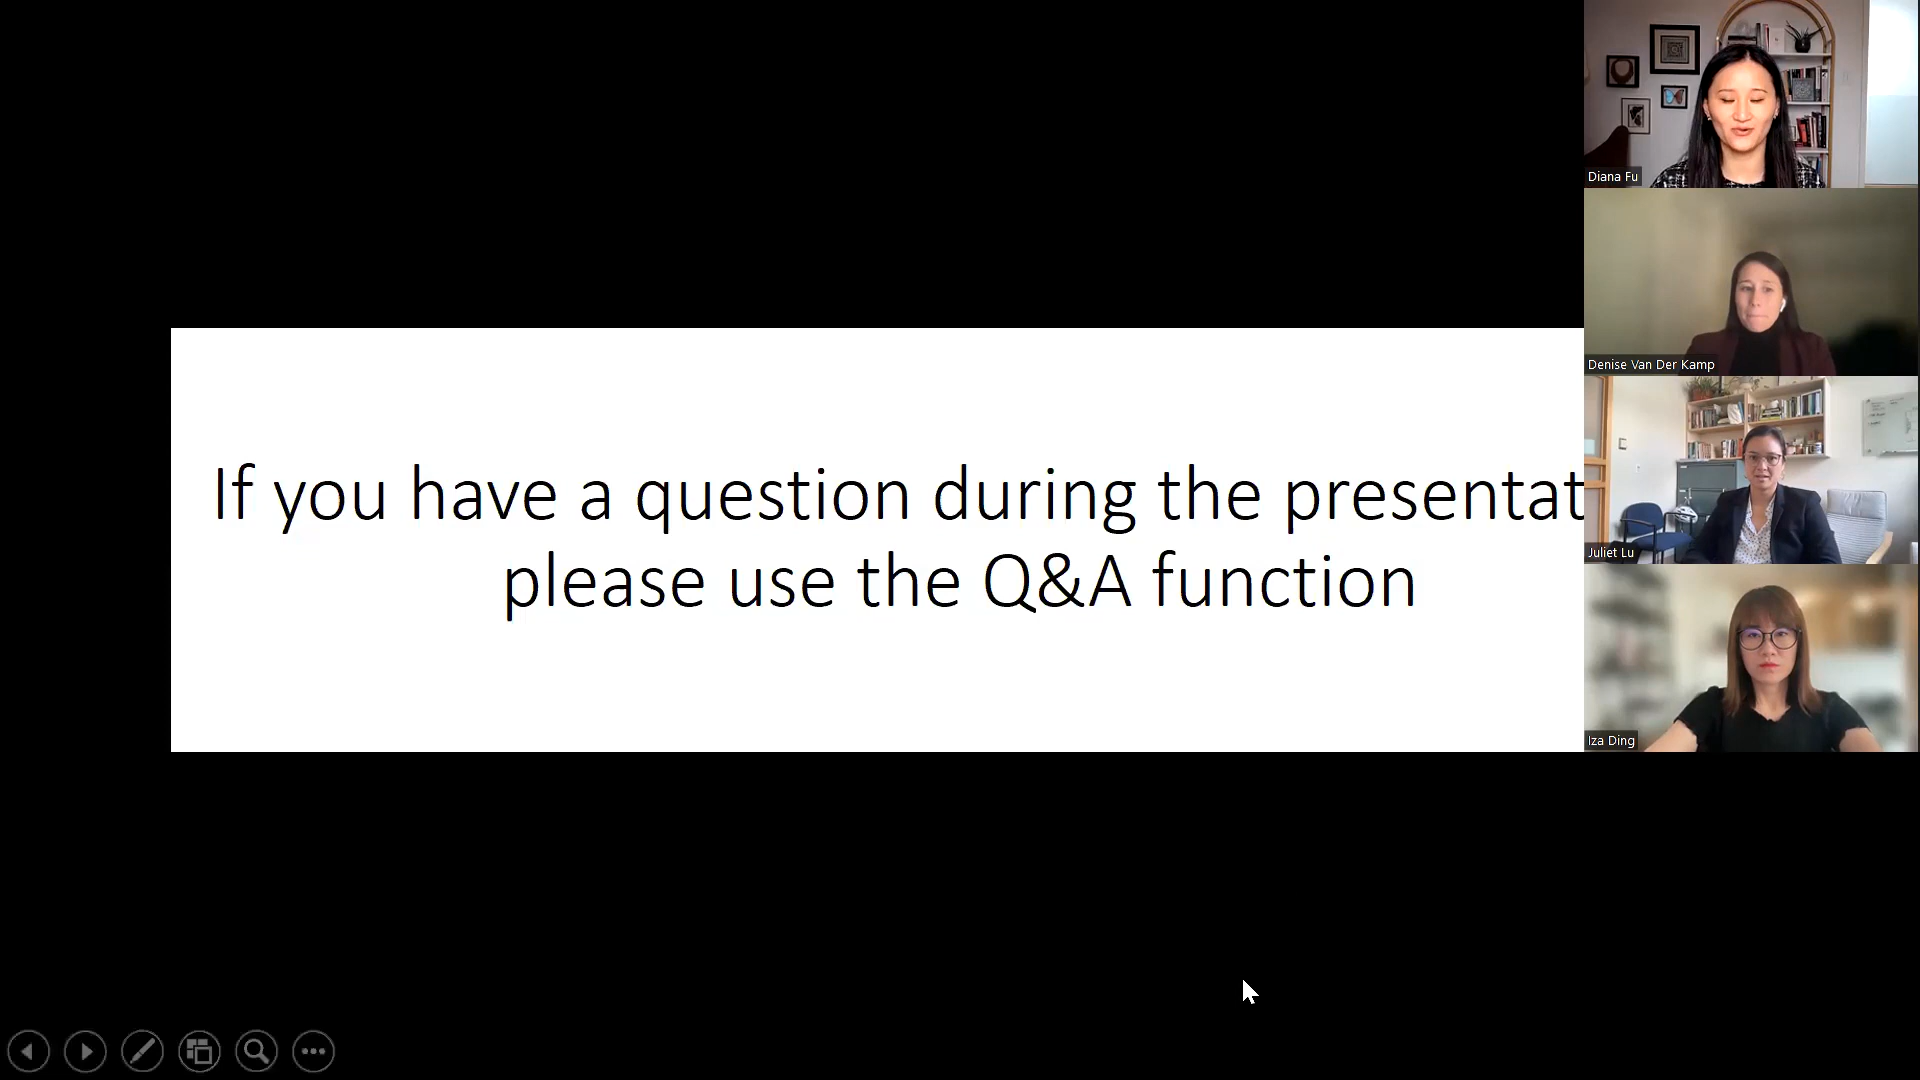 If you have a question during the presentat
please use the Q&A function
Diana Fu
Denise Van Der Kamp
Juliet Lu
Iza Ding